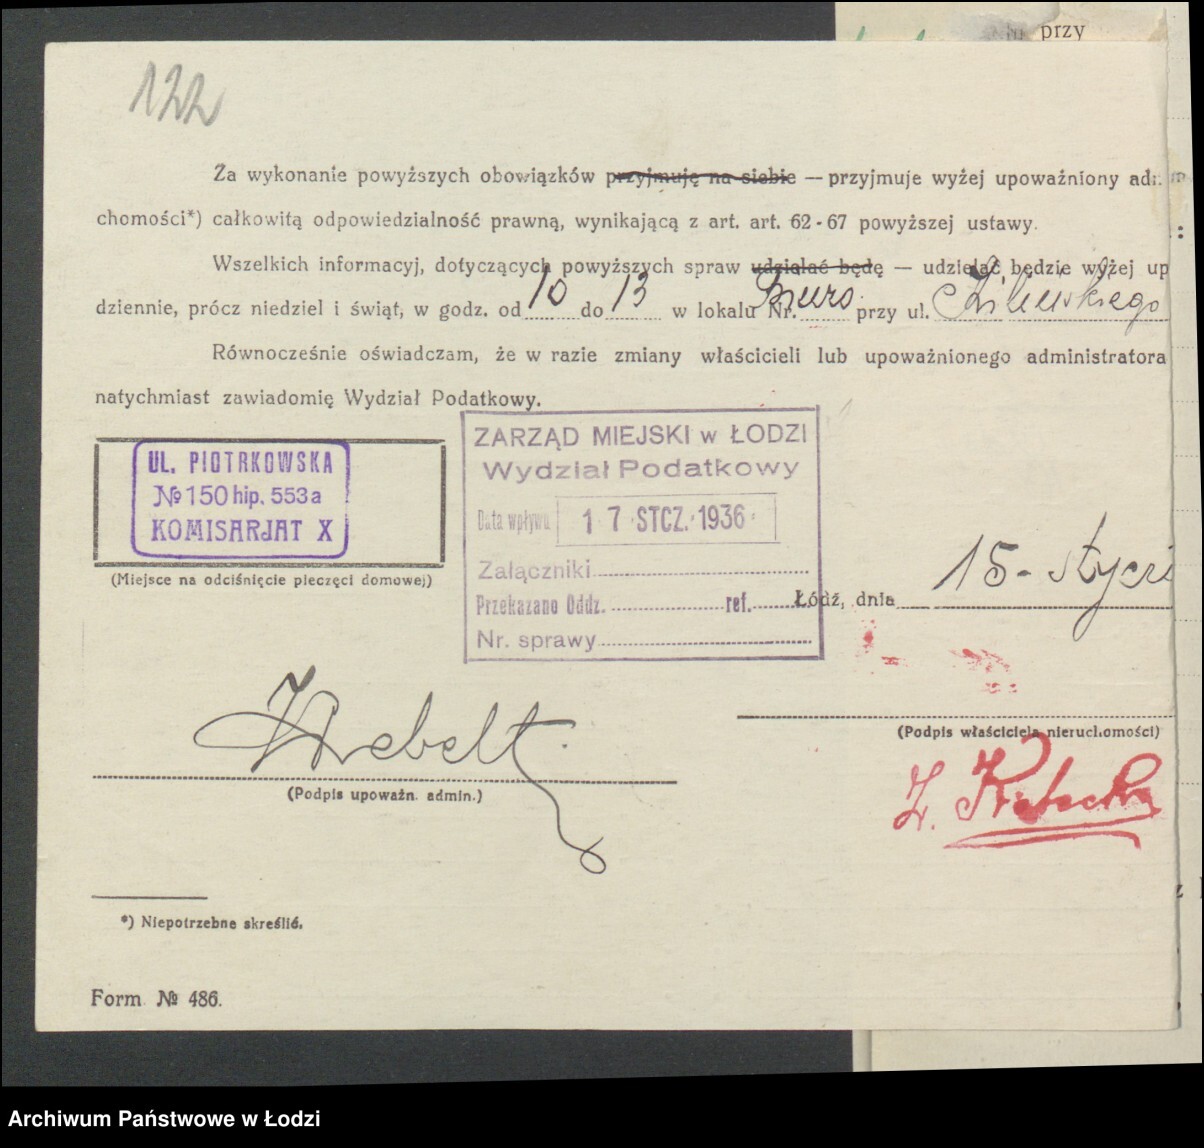 przy
122
Za wykonanie powyższych obowiązków przyjmuję na siebie — przyjmuje wyżej upoważniony adm
chomości*) całkowitą odpowiedzialność prawną, wynikającą z art. art. 62-67 powyższej ustawy.
Wszelkich informacyj, dotyczących powyższych spraw udzielać będę — udzielać będzie wyżej up
dziennie, prócz niedziel i świąt, w godz. od 10 do 13 w lokalu Nr. Biuro przy ul.
Równocześnie oświadczam, że w razie zmiany właścicieli lub upoważnionego administratora
natychmiast zawiadomię Wydział Podatkowy.
UL. PIOTRKOWSKA
№ 150 hip. 553a
KOMISARJAT X
(Miejsce na odciśnięcie pieczęci domowej)
ZARZĄD MIEJSKI w ŁODZI
Wydział Podatkowy
Data wpływu 17 STCZ. 1936
Załączniki
Przekazano Oddz. ref.
Nr. sprawy
Łódź, dnia 15 - styczn
(Podpis właściciela nieruchomości)
(Podpis upoważn. admin.)
*) Niepotrzebne skreślić.
Form № 486.
Archiwum Państwowe w Łodzi